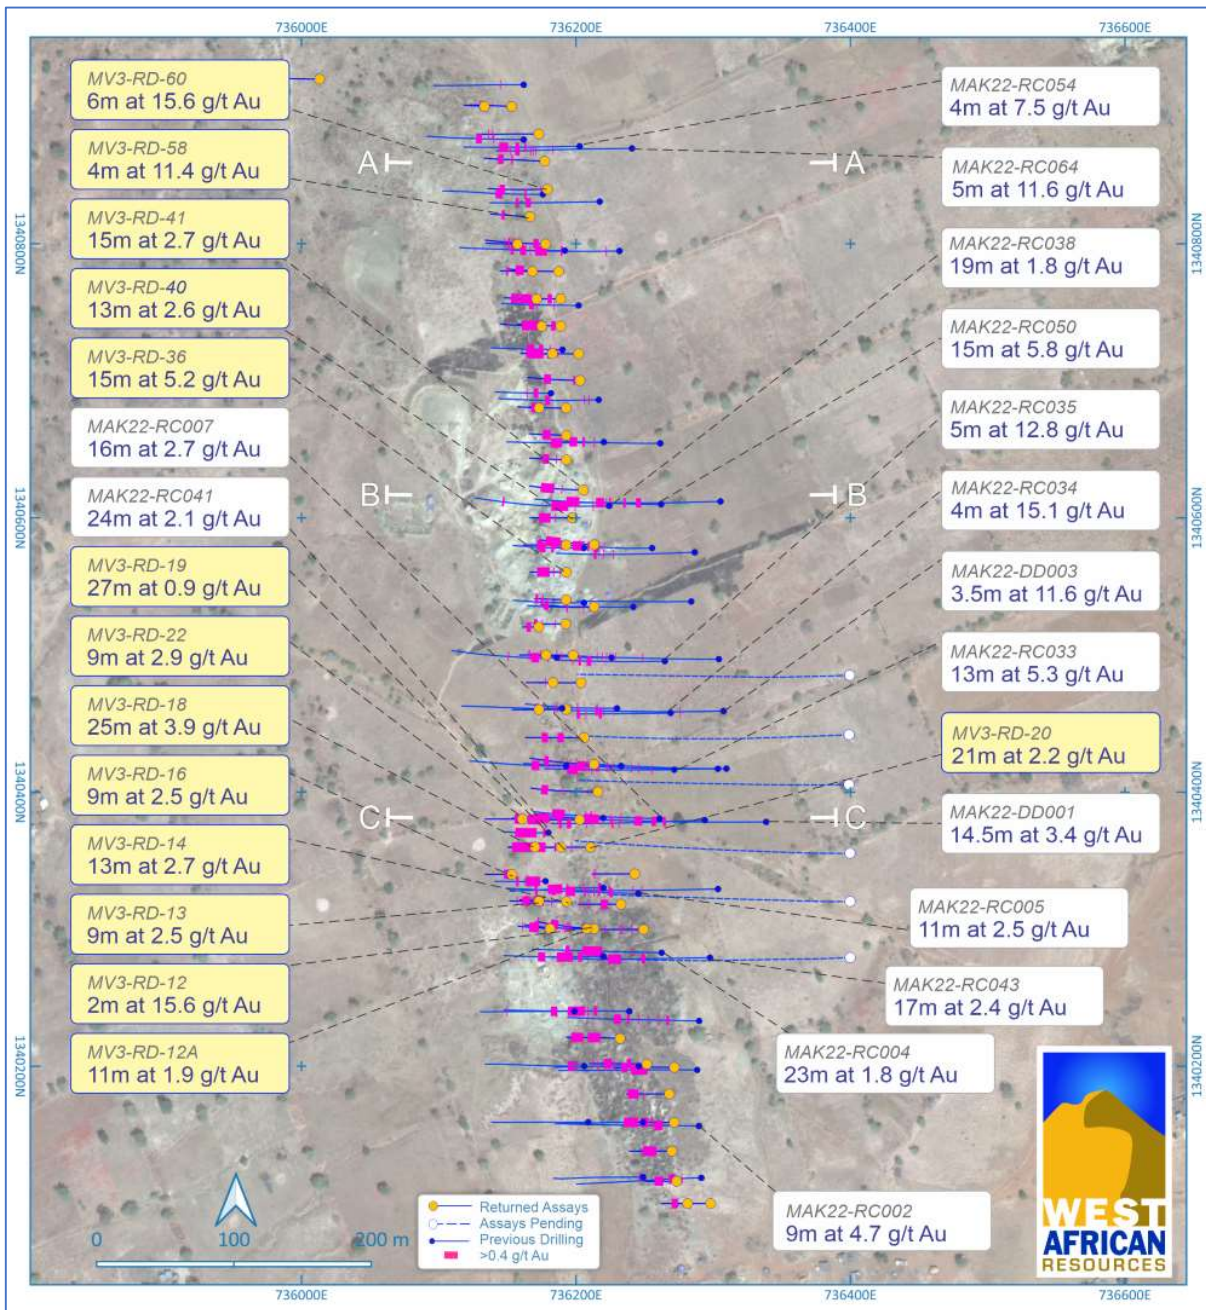 736000E
736200E
736400E
736600E
MV3-RD-60
6m at 15.6 g/t Au
MV3-RD-58
4m at 11.4 g/t Au
MV3-RD-41
15m at 2.7 g/t Au
MV3-RD-40
13m at 2.6 g/t Au
MV3-RD-36
15m at 5.2 g/t Au
MAK22-RC007
16m at 2.7 g/t Au
MAK22-RC041
24m at 2.1 g/t Au
MV3-RD-19
27m at 0.9 g/t Au
MV3-RD-22
9m at 2.9 g/t Au
MV3-RD-18
25m at 3.9 g/t Au
MV3-RD-16
9m at 2.5 g/t Au
MV3-RD-14
13m at 2.7 g/t Au
MV3-RD-13
9m at 2.5 g/t Au
MV3-RD-12
2m at 15.6 g/t Au
MV3-RD-12A
11m at 1.9 g/t Au
MAK22-RC054
4m at 7.5 g/t Au
MAK22-RC064
5m at 11.6 g/t Au
MAK22-RC038
19m at 1.8 g/t Au
MAK22-RC050
15m at 5.8 g/t Au
MAK22-RC035
5m at 12.8 g/t Au
MAK22-RC034
4m at 15.1 g/t Au
MAK22-DD003
3.5m at 11.6 g/t Au
MAK22-RC033
13m at 5.3 g/t Au
MV3-RD-20
21m at 2.2 g/t Au
MAK22-DD001
14.5m at 3.4 g/t Au
MAK22-RC005
11m at 2.5 g/t Au
MAK22-RC043
17m at 2.4 g/t Au
MAK22-RC004
23m at 1.8 g/t Au
MAK22-RC002
9m at 4.7 g/t Au
A
A
B
B
C
C
1340800N
1340600N
1340400N
1340200N
1340800N
1340600N
1340400N
1340200N
0 100 200 m
Returned Assays
Assays Pending
Previous Drilling
>0.4 g/t Au
WEST
AFRICAN
RESOURCES
736000E
736200E
736400E
736600E